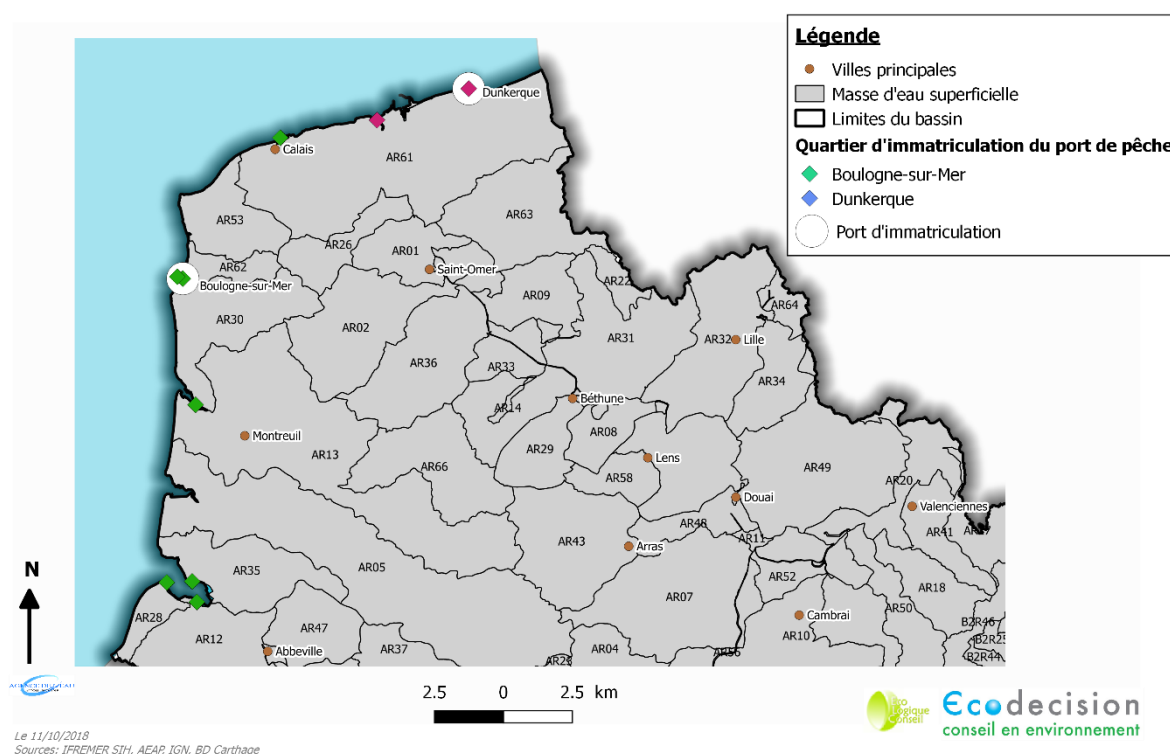 Légende
Villes principales
Masse d'eau superficielle
Limites du bassin
Quartier d'immatriculation du port de pêche
Boulogne-sur-Mer
Dunkerque
Port d'immatriculation
Dunkerque
Calais
AR61
AR53
AR63
AR26
AR01
Saint-Omer
AR62
Boulogne-sur-Mer
AR22
AR09
AR64
AR30
AR02
AR31
AR32
Lille
AR36
AR33
AR34
AR14
Béthune
Montreuil
AR13
AR08
AR29
Lens
AR66
AR58
AR49
AR20
Douai
Valenciennes
AR48
AR41
AR11
AR43
Arras
AR35
AR05
AR52
AR18
AR07
AR28
AR50
Cambrai
AR12
AR47
AR10
B2R46
Abbeville
AR37
AR04
N
2.5 0 2.5 km
Eco
Logique
Conseil
Ecodecision
conseil en environnement
Le 11/10/2018
Sources: IFREMER SIH, AEAP, IGN, BD Carthage